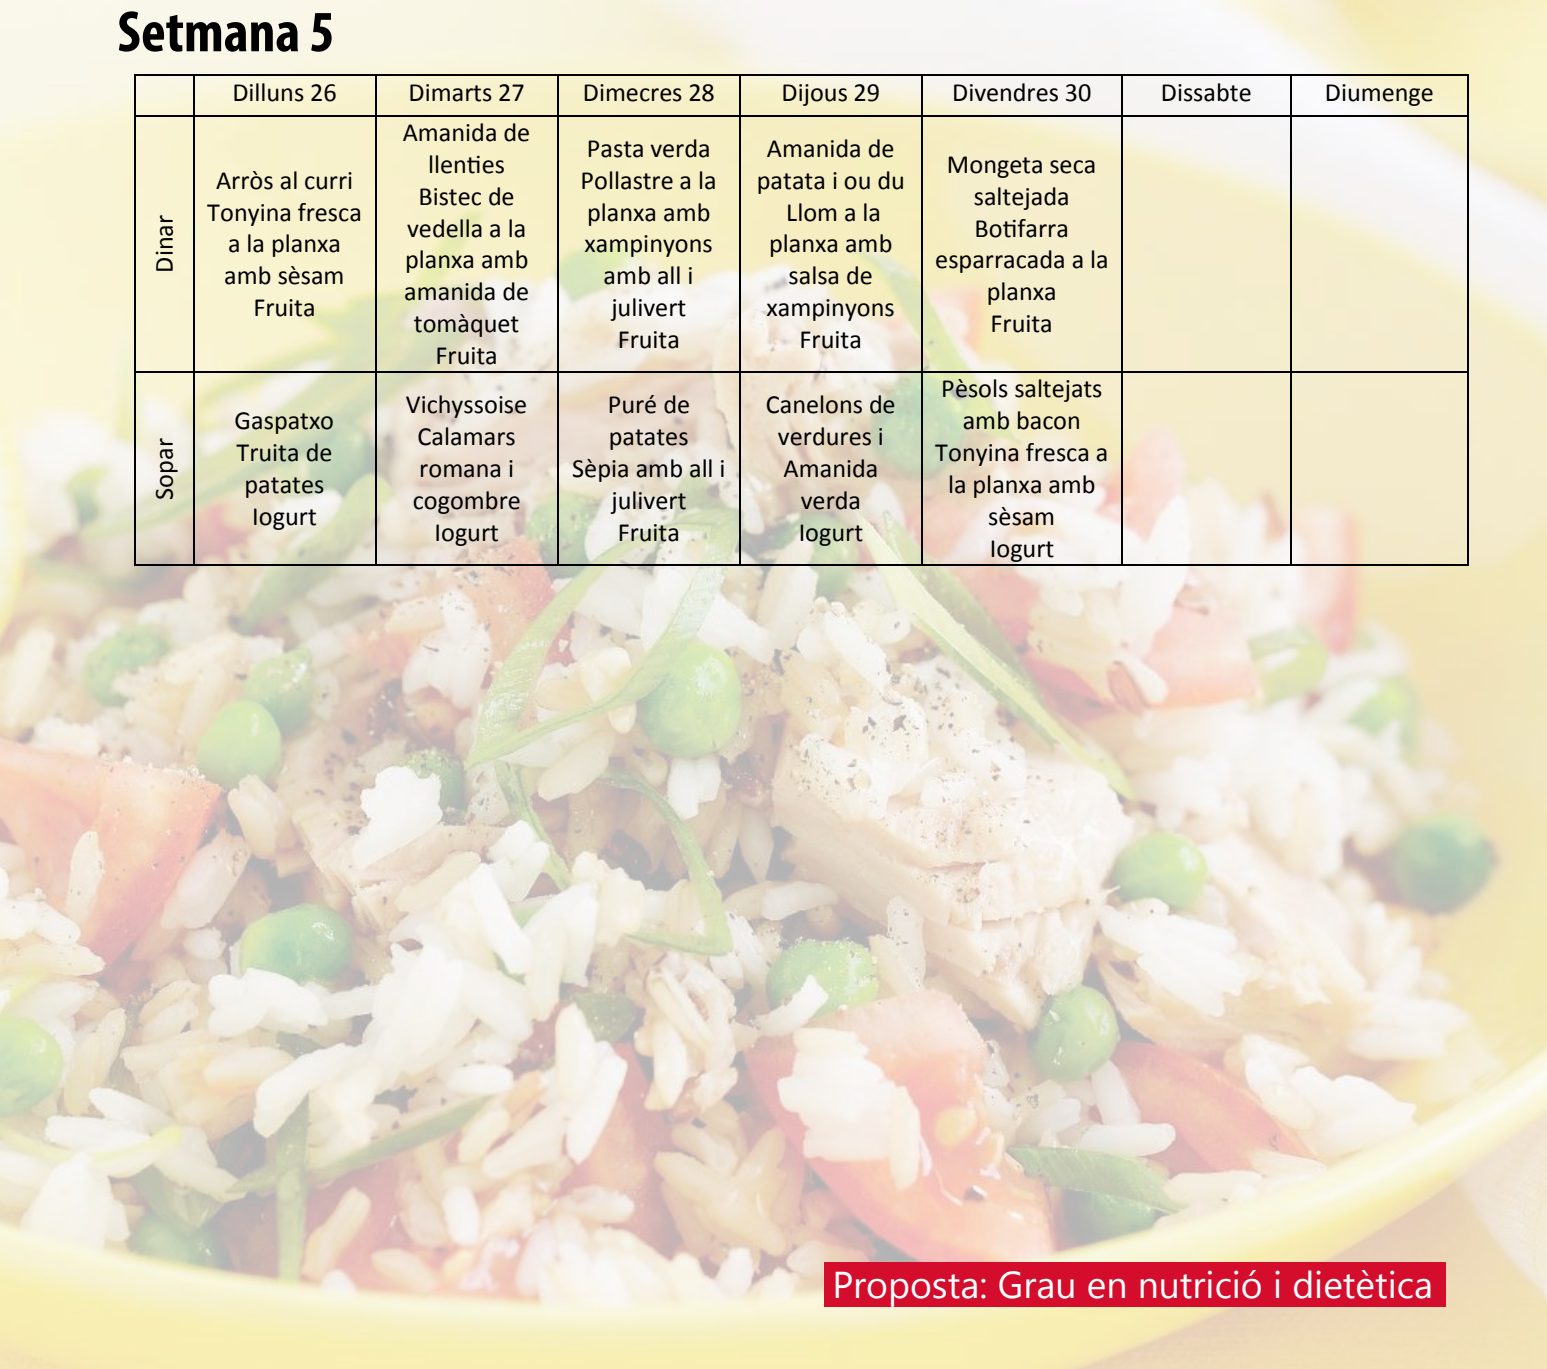 Setmana 5
Dilluns 26
Dimarts 27
Dimecres 28
Dijous 29
Divendres 30
Dissabte
Diumenge
Dinar
Arròs al curri
Tonyina fresca
a la planxa
amb sèsam
Fruita
Amanida de
llenties
Bistec de
vedella a la
planxa amb
amanida de
tomàquet
Fruita
Pasta verda
Pollastre a la
planxa amb
xampinyons
amb all i
julivert
Fruita
Amanida de
patata i ou du
Llom a la
planxa amb
salsa de
xampinyons
Fruita
Mongeta seca
saltejada
Botifarra
esparracada a la
planxa
Fruita
Sopar
Gaspatxo
Truita de
patates
Iogurt
Vichyssoise
Calamars
romana i
cogombre
Iogurt
Puré de
patates
Sèpia amb all i
julivert
Fruita
Canelons de
verdures i
Amanida
verda
Iogurt
Pèsols saltejats
amb bacon
Tonyina fresca a
la planxa amb
sèsam
Iogurt
Proposta: Grau en nutrició i dietètica